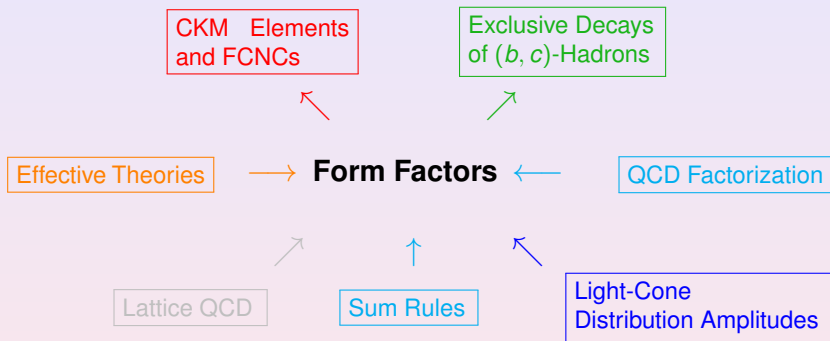 CKM Elements
and FCNCs
Exclusive Decays
of (b, c)-Hadrons
Effective Theories
Form Factors
QCD Factorization
Lattice QCD
Sum Rules
Light-Cone
Distribution Amplitudes